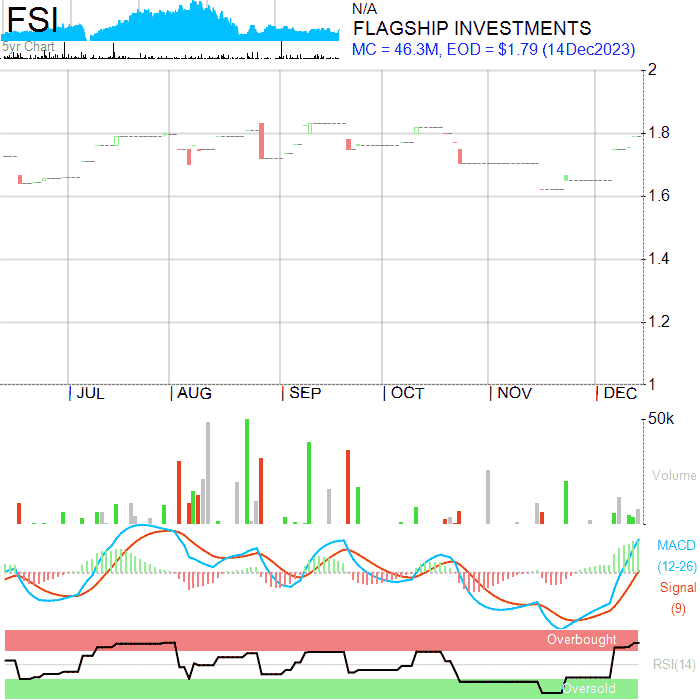 FSI
5yr Chart
N/A
FLAGSHIP INVESTMENTS
MC = 46.3M, EOD = $1.79 (14Dec2023)
2
1.8
1.6
1.4
1.2
1
JUL AUG SEP OCT NOV DEC
50k
Volume
MACD
(12-26)
Signal
(9)
Overbought
RSI(14)
Oversold